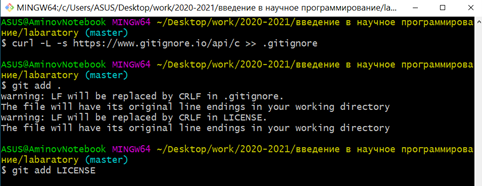 MINGW64:/c/Users/ASUS/Desktop/work/2020-2021/введение в научное программирование/la...
ASUS@AminovNotebook MINGW64 ~/Desktop/work/2020-2021/введение в научное программирова
ние/labaratory (master)
$ curl -L -s https://www.gitignore.io/api/c >> .gitignore
ASUS@AminovNotebook MINGW64 ~/Desktop/work/2020-2021/введение в научное программирова
ние/labaratory (master)
$ git add .
warning: LF will be replaced by CRLF in .gitignore.
The file will have its original line endings in your working directory
warning: LF will be replaced by CRLF in LICENSE.
The file will have its original line endings in your working directory
ASUS@AminovNotebook MINGW64 ~/Desktop/work/2020-2021/введение в научное программирова
ние/labaratory (master)
$ git add LICENSE